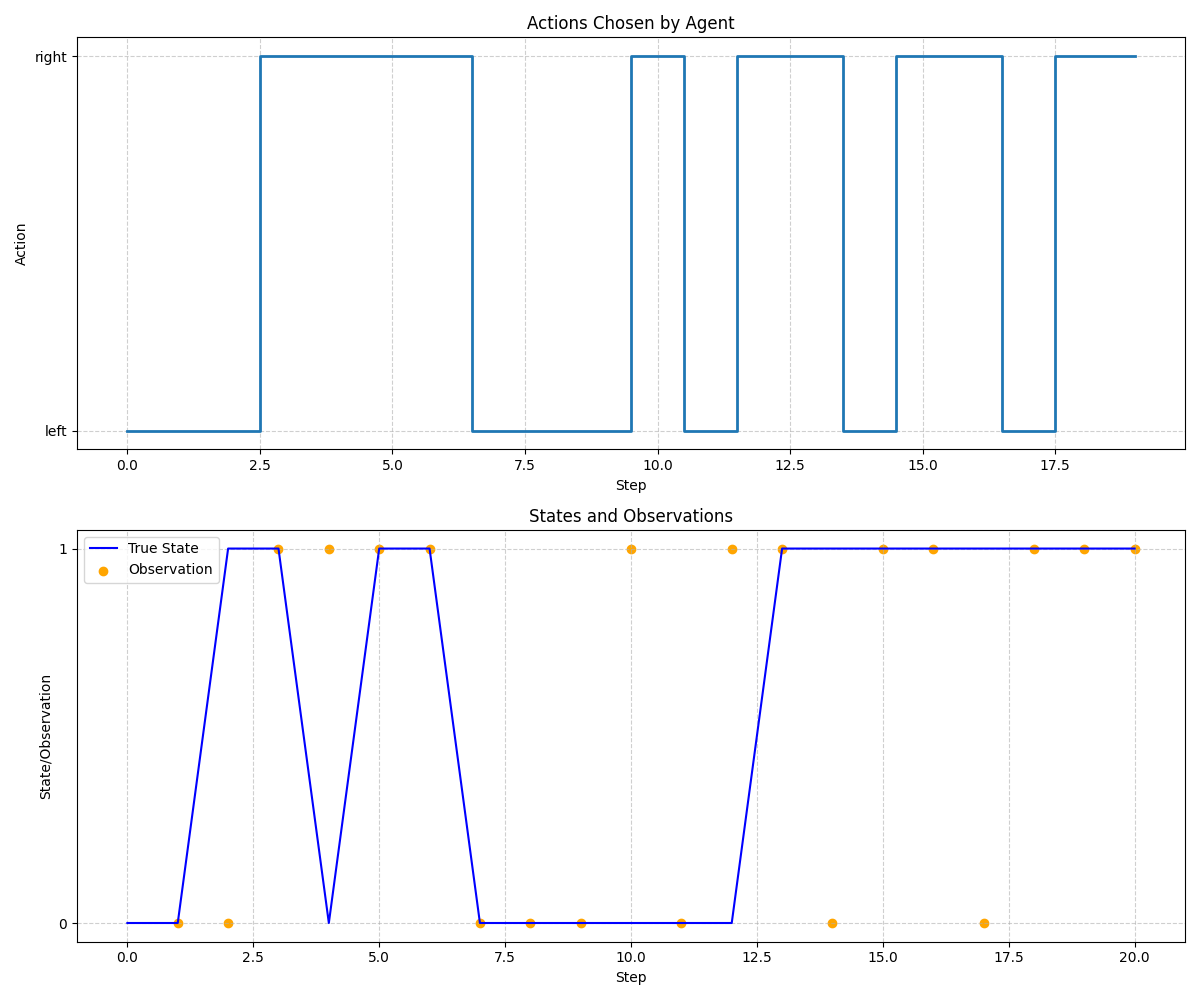 Actions Chosen by Agent
right
left
Action
0.0 2.5 5.0 7.5 10.0 12.5 15.0 17.5
Step
States and Observations
True State
Observation
1
0
State/Observation
0.0 2.5 5.0 7.5 10.0 12.5 15.0 17.5 20.0
Step